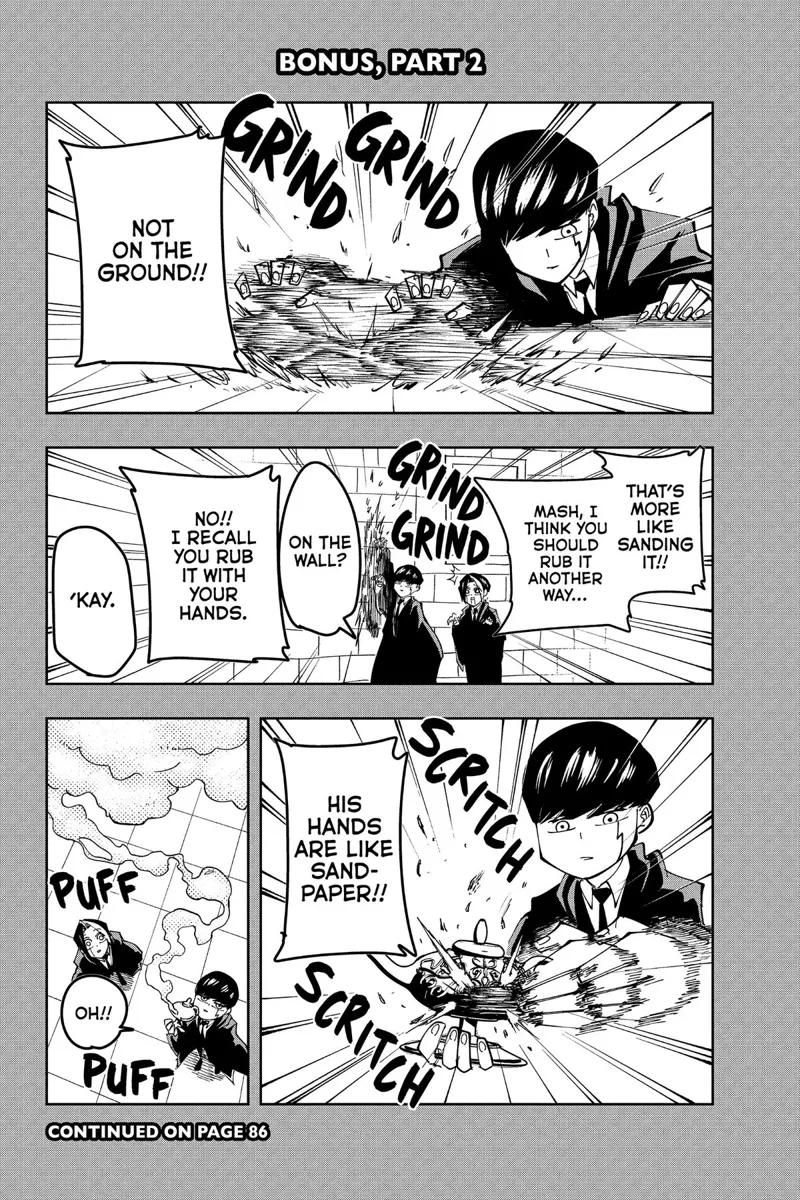 BONUS, PART 2
GRIND
GRIND
NOT
ON THE
GROUND!!
THAT'S
MORE
LIKE
SANDING
IT!!
MASH, I
THINK YOU
SHOULD
RUB IT
ANOTHER
WAY...
GRIND
GRIND
ON THE
WALL?
NO!!
I RECALL
YOU RUB
IT WITH
YOUR
HANDS.
'KAY.
SCRITCH
HIS
HANDS
ARE LIKE
SAND-
PAPER!!
SCRITCH
PUFF
OH!!
PUFF
CONTINUED ON PAGE 86